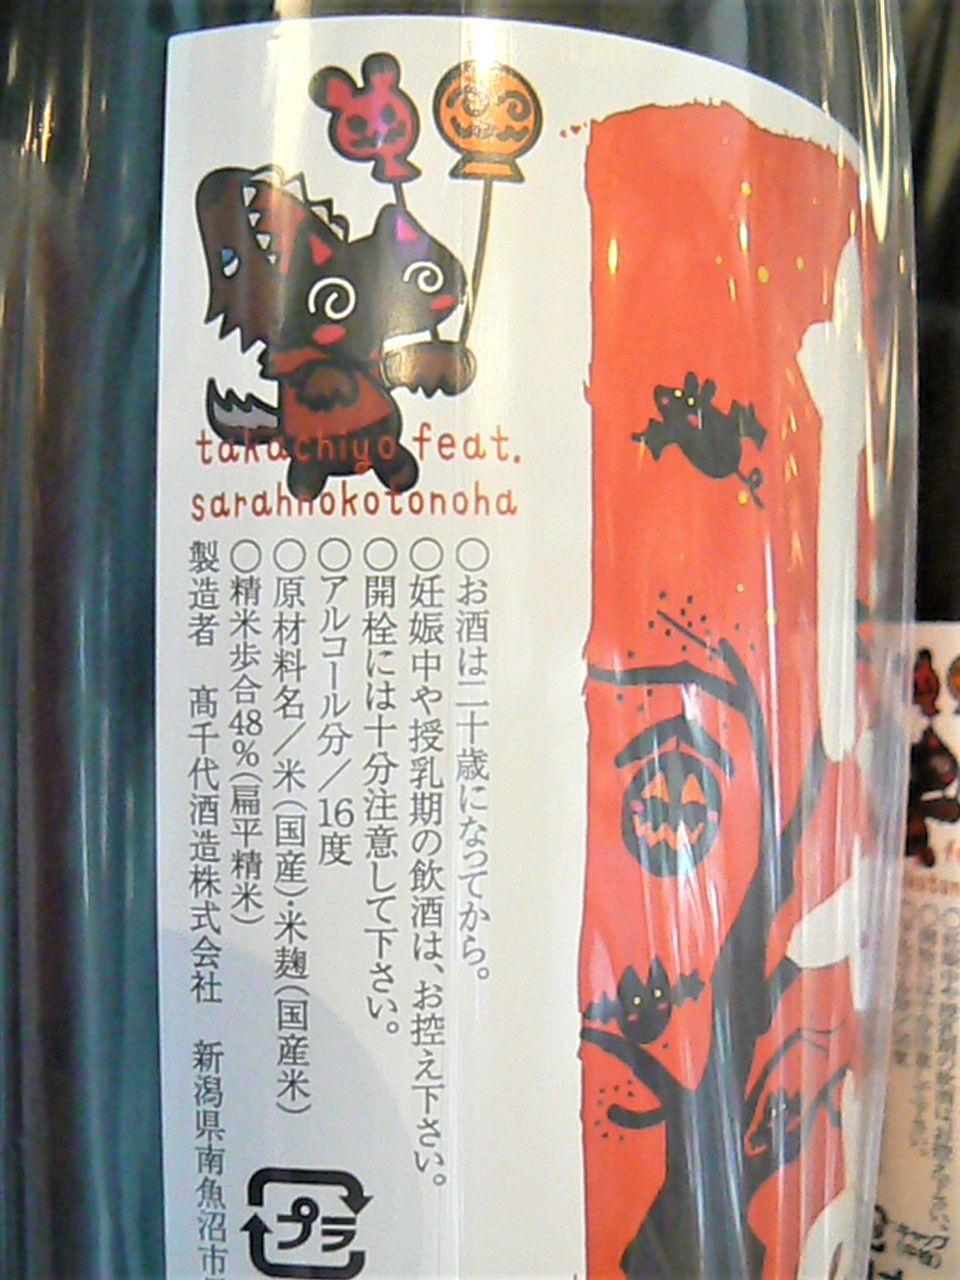 takachiyo feat.
sarahnokotonoha
○お酒は二十歳になってから。
○妊娠中や授乳期の飲酒は、お控え下さい。
○開栓には十分注意して下さい。
○アルコール分／16度
○原材料名／米(国産)・米麹(国産米)
○精米歩合48%(扁平精米)
製造者 髙千代酒造株式会社 新潟県南魚沼市
プラ
キャップ